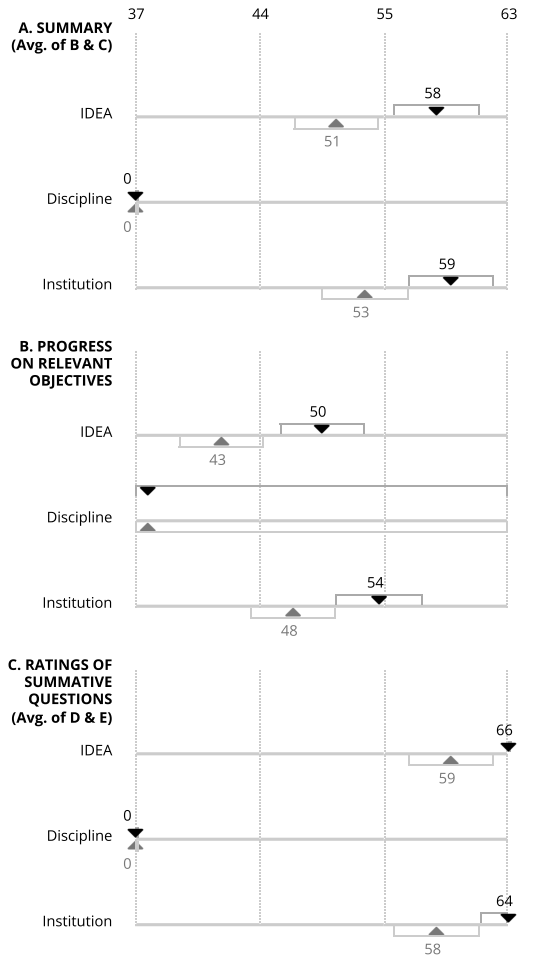 37 44 55 63
A. SUMMARY
(Avg. of B & C)
58
IDEA
51
0
Discipline
0
59
Institution
53
B. PROGRESS
ON RELEVANT
OBJECTIVES
50
IDEA
43
Discipline
54
Institution
48
C. RATINGS OF
SUMMATIVE
QUESTIONS
(Avg. of D & E)
66
IDEA
59
0
Discipline
0
64
Institution
58